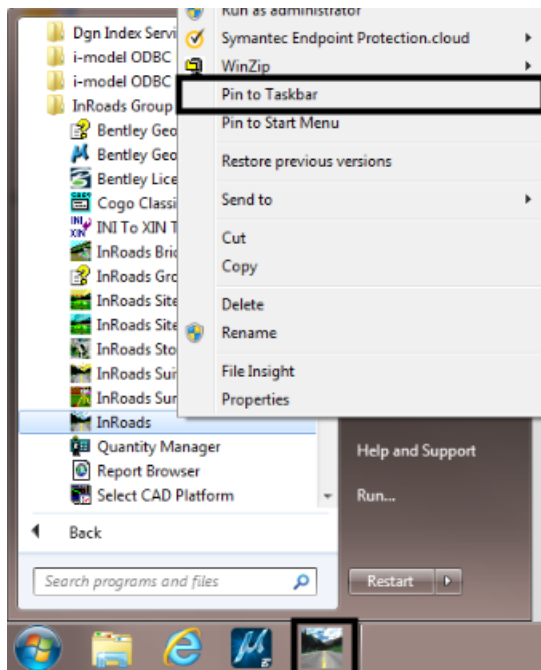 Dgn Index Servi
i-model ODBC
i-model ODBC
InRoads Group
Bentley Geo
Bentley Geo
Bentley Lice
Cogo Classi
INI To XIN T
InRoads Bri
InRoads Gro
InRoads Site
InRoads Site
InRoads Sto
InRoads Sui
InRoads Sur
InRoads
Quantity Manager
Report Browser
Select CAD Platform
Back
Search programs and files
Run as administrator
Symantec Endpoint Protection.cloud
WinZip
Pin to Taskbar
Pin to Start Menu
Restore previous versions
Send to
Cut
Copy
Delete
Rename
File Insight
Properties
Help and Support
Run...
Restart